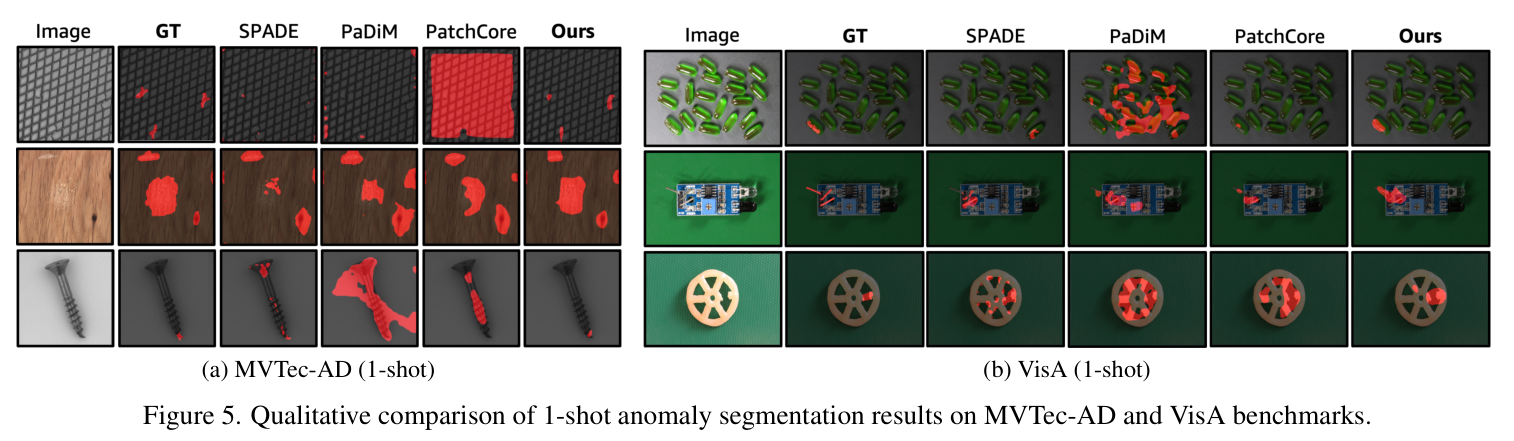 Image GT SPADE PaDiM PatchCore Ours
Image GT SPADE PaDiM PatchCore Ours
(a) MVTec-AD (1-shot)
(b) VisA (1-shot)
Figure 5. Qualitative comparison of 1-shot anomaly segmentation results on MVTec-AD and VisA benchmarks.